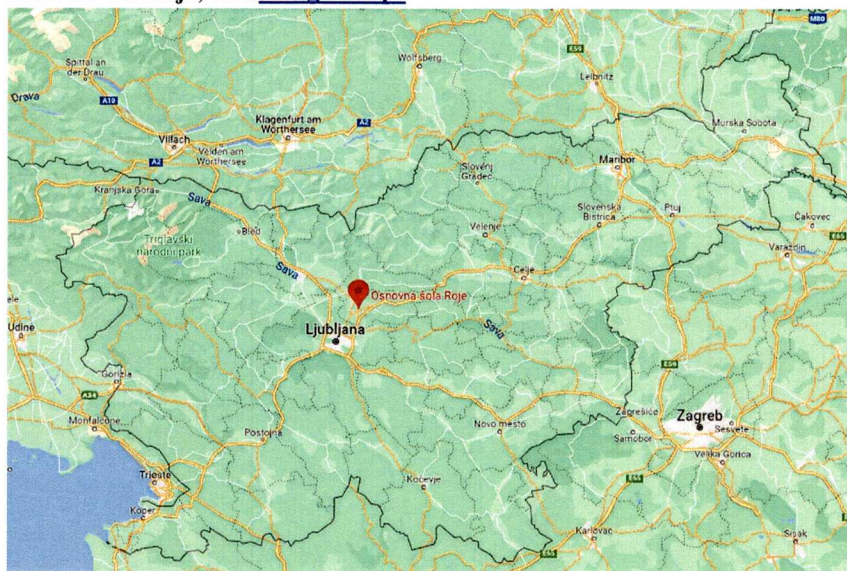 M80
E59
Spittal an
der Drau
Wolfsberg
Leibnitz
Drava
A10
Klagenfurt am
Wörthersee
A2
Murska Sobota
Villach
Velden am
Wörthersee
A2
Maribor
Kranjska Gora
Slovenj
Gradec
Sava
Slovenska
Bistrica
Ptuj
Čakovec
Bled
Velenje
E65
Triglavski
narodni park
Varaždin
Sava
Celje
Osnovna šola Roje
Udine
Ljubljana
Sava
E59
Gorizia
A34
Monfalcone
Zaprešić
Zagreb
Sesvete
Postojna
Novo mesto
Samobor
Velika Gorica
Trieste
Kočevje
E65
Koper
Karlovac
Sisak
E65